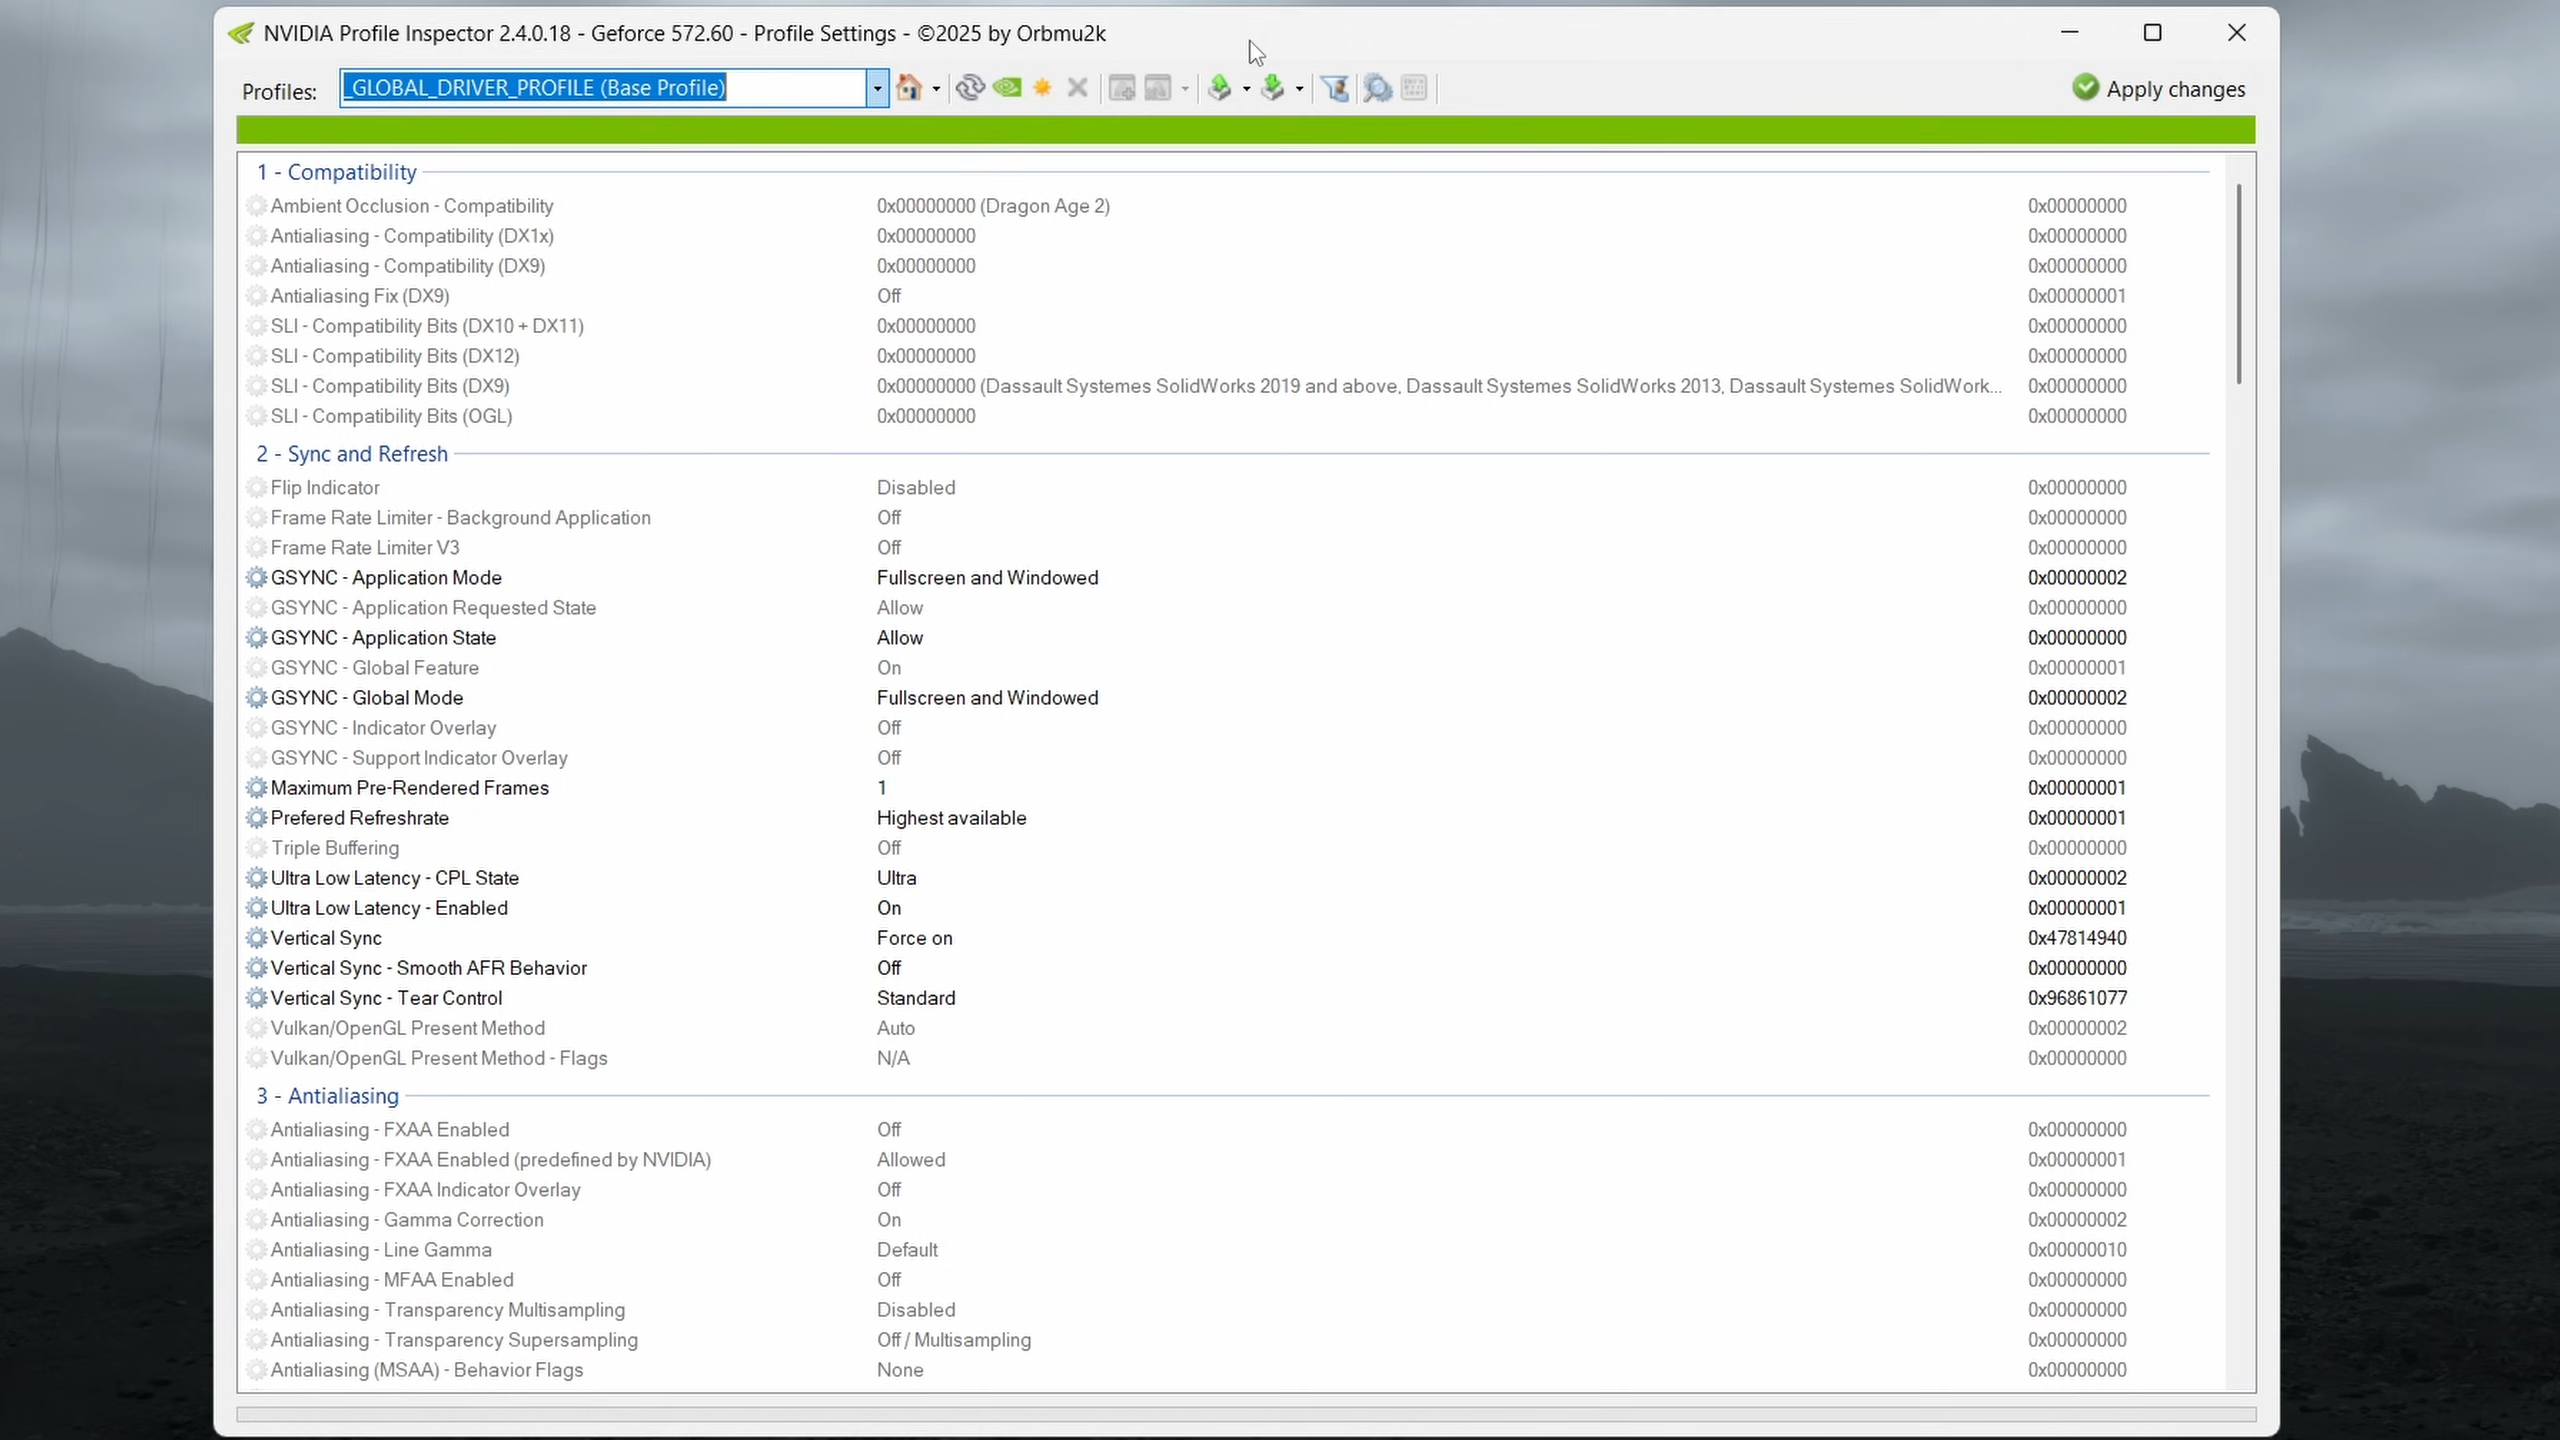 NVIDIA Profile Inspector 2.4.0.18 - Geforce 572.60 - Profile Settings - ©2025 by Orbmu2k
Profiles: _GLOBAL_DRIVER_PROFILE (Base Profile) Apply changes
1 - Compatibility
Ambient Occlusion - Compatibility 0x00000000 (Dragon Age 2) 0x00000000
Antialiasing - Compatibility (DX1x) 0x00000000 0x00000000
Antialiasing - Compatibility (DX9) 0x00000000 0x00000000
Antialiasing Fix (DX9) Off 0x00000001
SLI - Compatibility Bits (DX10 + DX11) 0x00000000 0x00000000
SLI - Compatibility Bits (DX12) 0x00000000 0x00000000
SLI - Compatibility Bits (DX9) 0x00000000 (Dassault Systemes SolidWorks 2019 and above, Dassault Systemes SolidWorks 2013, Dassault Systemes SolidWork... 0x00000000
SLI - Compatibility Bits (OGL) 0x00000000 0x00000000
2 - Sync and Refresh
Flip Indicator Disabled 0x00000000
Frame Rate Limiter - Background Application Off 0x00000000
Frame Rate Limiter V3 Off 0x00000000
GSYNC - Application Mode Fullscreen and Windowed 0x00000002
GSYNC - Application Requested State Allow 0x00000000
GSYNC - Application State Allow 0x00000000
GSYNC - Global Feature On 0x00000001
GSYNC - Global Mode Fullscreen and Windowed 0x00000002
GSYNC - Indicator Overlay Off 0x00000000
GSYNC - Support Indicator Overlay Off 0x00000000
Maximum Pre-Rendered Frames 1 0x00000001
Prefered Refreshrate Highest available 0x00000001
Triple Buffering Off 0x00000000
Ultra Low Latency - CPL State Ultra 0x00000002
Ultra Low Latency - Enabled On 0x00000001
Vertical Sync Force on 0x47814940
Vertical Sync - Smooth AFR Behavior Off 0x00000000
Vertical Sync - Tear Control Standard 0x96861077
Vulkan/OpenGL Present Method Auto 0x00000002
Vulkan/OpenGL Present Method - Flags N/A 0x00000000
3 - Antialiasing
Antialiasing - FXAA Enabled Off 0x00000000
Antialiasing - FXAA Enabled (predefined by NVIDIA) Allowed 0x00000001
Antialiasing - FXAA Indicator Overlay Off 0x00000000
Antialiasing - Gamma Correction On 0x00000002
Antialiasing - Line Gamma Default 0x00000010
Antialiasing - MFAA Enabled Off 0x00000000
Antialiasing - Transparency Multisampling Disabled 0x00000000
Antialiasing - Transparency Supersampling Off / Multisampling 0x00000000
Antialiasing (MSAA) - Behavior Flags None 0x00000000